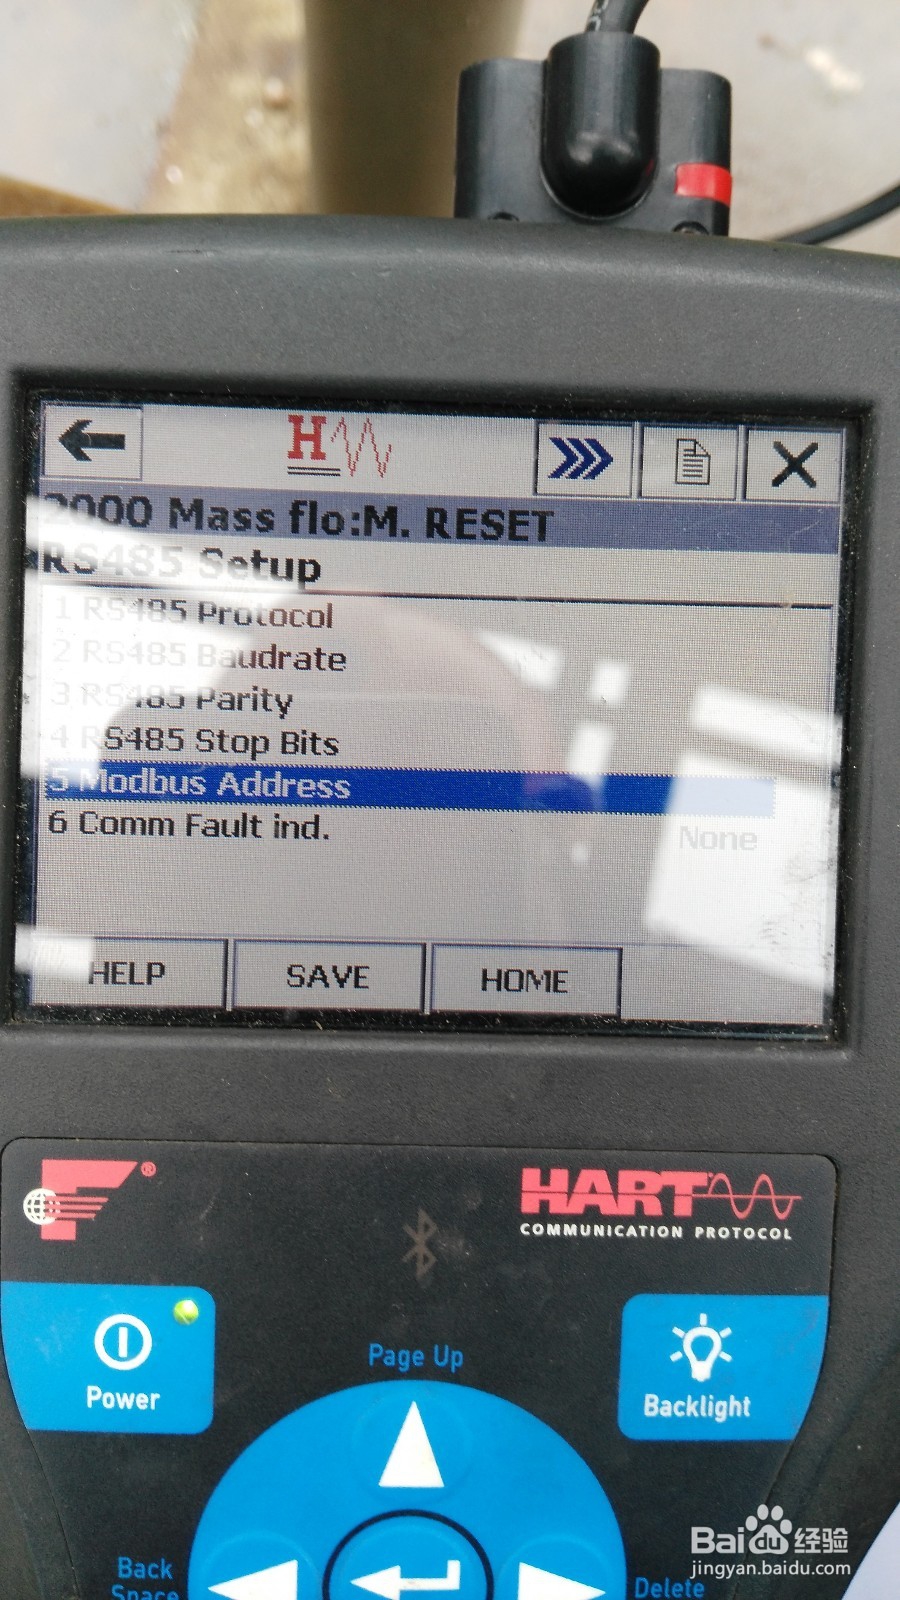 H
2000 Mass flo:M. RESET
RS485 Setup
1 RS485 Protocol
2 RS485 Baudrate
3 RS485 Parity
4 RS485 Stop Bits
5 Modbus Address
6 Comm Fault ind.
None
HELP SAVE HOME
®
HART
COMMUNICATION PROTOCOL
Power
Page Up
Backlight
Back
Space
Delete
Bai 经验
jingyan.baidu.com